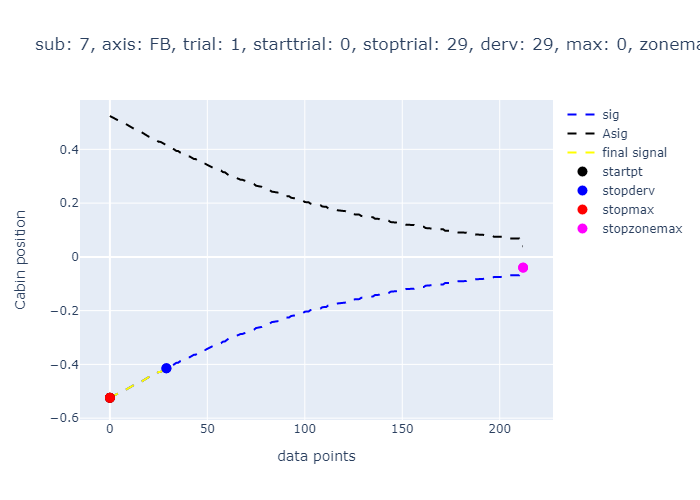 sub: 7, axis: FB, trial: 1, starttrial: 0, stoptrial: 29, derv: 29, max: 0, zonema
sig
Asig
final signal
startpt
stopderv
stopmax
stopzonemax
Cabin position
0.4
0.2
0
−0.2
−0.4
−0.6
0
50
100
150
200
data points